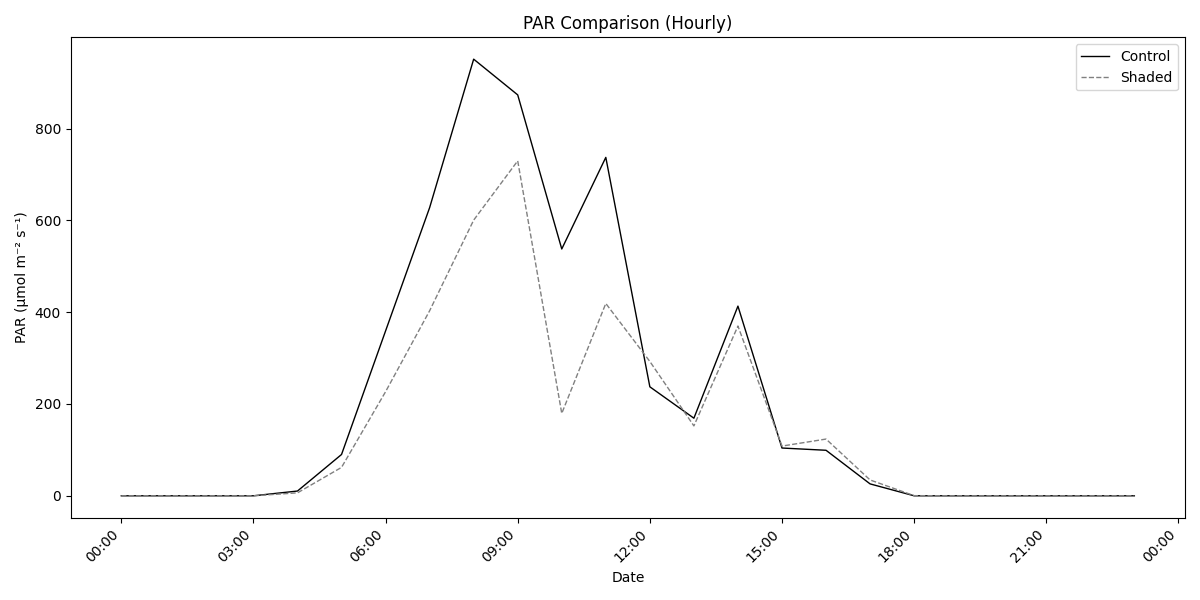 PAR Comparison (Hourly)
Control
Shaded
PAR (μmol m⁻² s⁻¹)
800
600
400
200
0
00:00
03:00
06:00
09:00
12:00
15:00
18:00
21:00
00:00
Date